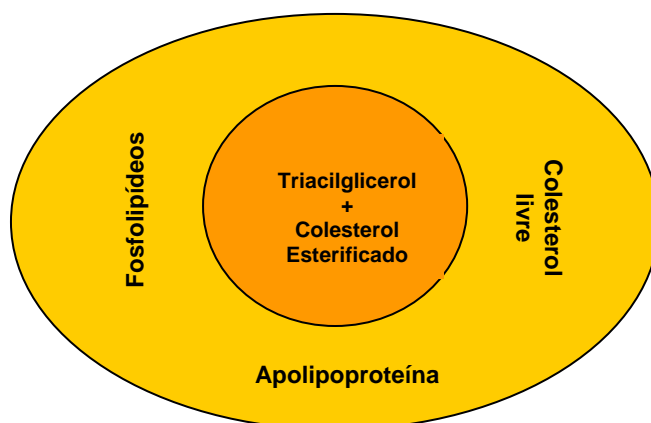 Fosfolipídeos
Triacilglicerol
+
Colesterol
Esterificado
Colesterol
livre
Apolipoproteína